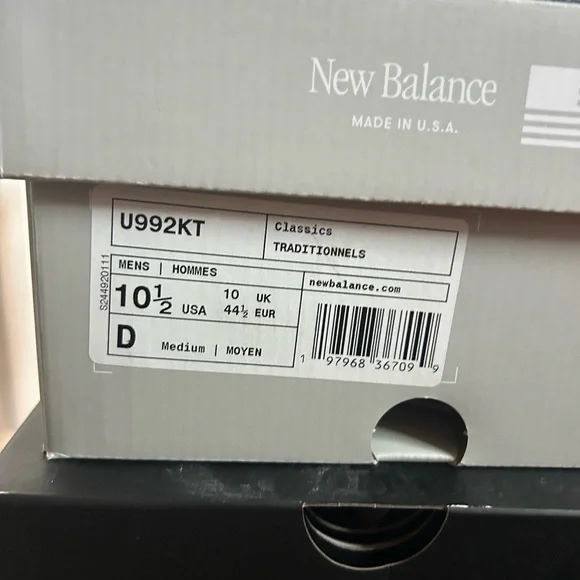 New Balance
MADE IN U.S.A.
U992KT
Classics
TRADITIONNELS
MENS | HOMMES
newbalance.com
10½ USA
10 UK
44½ EUR
D Medium | MOYEN
S244920111
1 97968 36709 9